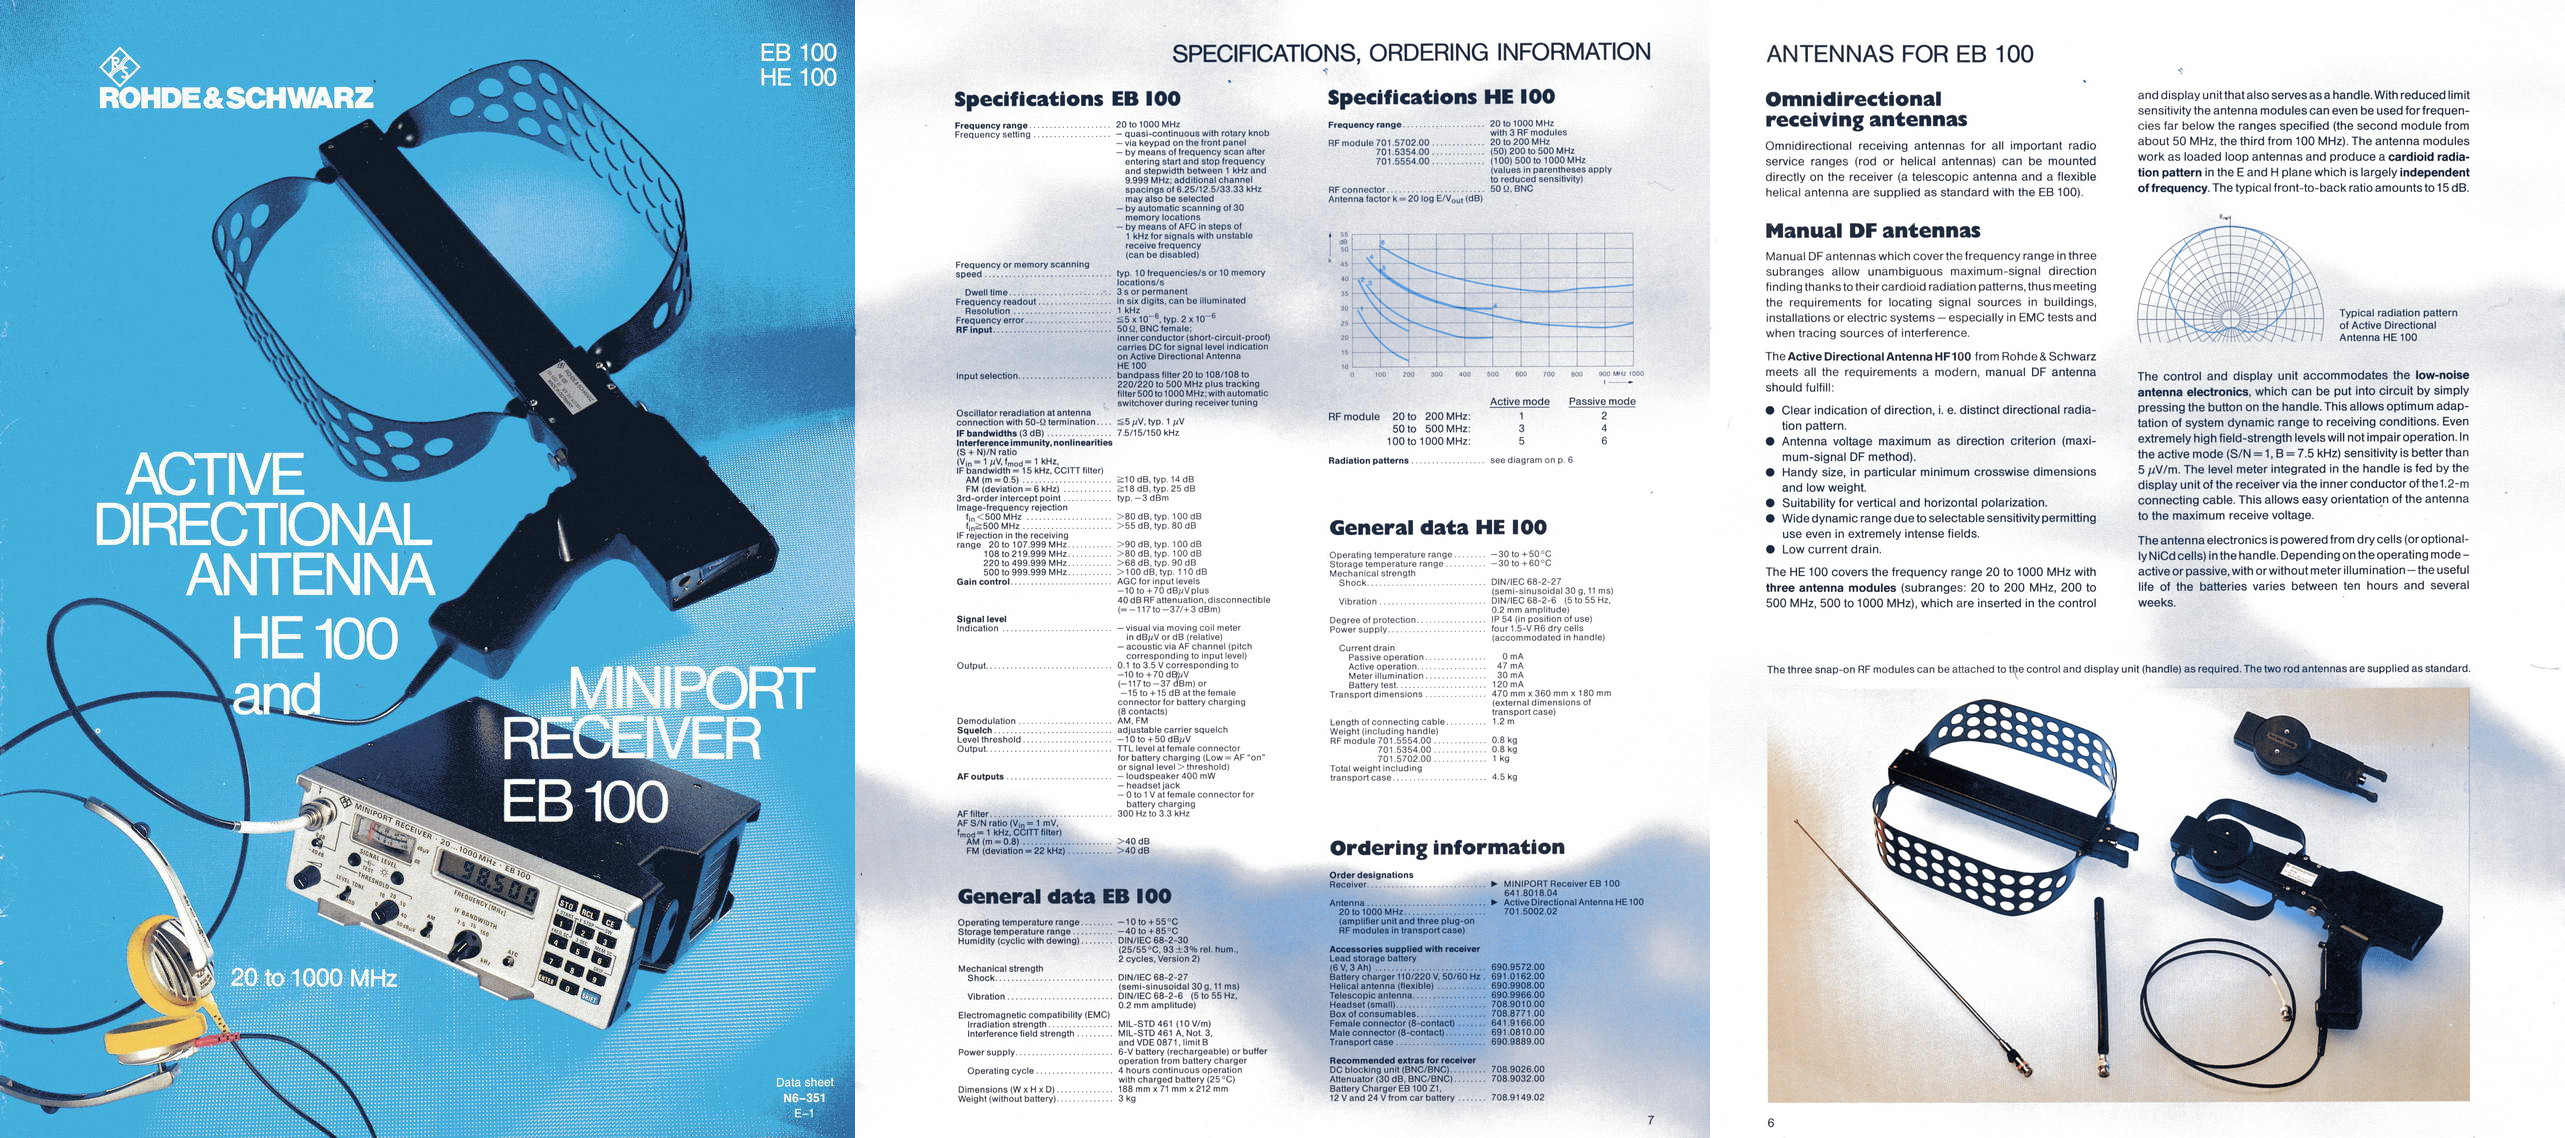 ROHDE & SCHWARZ
EB 100
HE 100
ACTIVE
DIRECTIONAL
ANTENNA
HE 100
and
MINIPORT
RECEIVER
EB 100
20 to 1000 MHz
MINIPORT RECEIVER · 20...1000 MHz · EB 100
SIGNAL LEVEL
THRESHOLD
LEVEL TONE
98.500
FREQUENCY [MHz]
IF BANDWIDTH
kHz
AM
AFC
STO RCL CE
1 2 3
4 5 6
7 8 9
ENTER 0 SHIFT
Data sheet
N6–351
E–1
SPECIFICATIONS, ORDERING INFORMATION
Specifications EB 100
Frequency range . . . 20 to 1000 MHz
Frequency setting . . . – quasi-continuous with rotary knob
– via keypad on the front panel
– by means of frequency scan after
entering start and stop frequency
and stepwidth between 1 kHz and
9.999 MHz; additional channel
spacings of 6.25/12.5/33.33 kHz
may also be selected
– by automatic scanning of 30
memory locations
– by means of AFC in steps of
1 kHz for signals with unstable
receive frequency
(can be disabled)
Frequency or memory scanning
speed . . . typ. 10 frequencies/s or 10 memory
locations/s
Dwell time . . . 3 s or permanent
Frequency readout . . . in six digits, can be illuminated
Resolution . . . 1 kHz
Frequency error . . . ≦5 x 10⁻⁶, typ. 2 x 10⁻⁶
RF input . . . 50 Ω, BNC female;
inner conductor (short-circuit-proof)
carries DC for signal level indication
on Active Directional Antenna
HE 100
Input selection . . . bandpass filter 20 to 108/108 to
220/220 to 500 MHz plus tracking
filter 500 to 1000 MHz; with automatic
switchover during receiver tuning
Oscillator reradiation at antenna
connection with 50-Ω termination . . . ≦5 μV, typ. 1 μV
IF bandwidths (3 dB) . . . 7.5/15/150 kHz
Interference immunity, nonlinearities
(S + N)/N ratio
(Vin = 1 μV, fmod = 1 kHz,
IF bandwidth = 15 kHz, CCITT filter)
AM (m = 0.5) . . . ≧10 dB, typ. 14 dB
FM (deviation = 6 kHz) . . . ≧18 dB, typ. 25 dB
3rd-order intercept point . . . typ. –3 dBm
Image-frequency rejection
fin <500 MHz . . . >80 dB, typ. 100 dB
fin ≧500 MHz . . . >55 dB, typ. 80 dB
IF rejection in the receiving
range 20 to 107.999 MHz . . . >90 dB, typ. 100 dB
108 to 219.999 MHz . . . >80 dB, typ. 100 dB
220 to 499.999 MHz . . . >68 dB, typ. 90 dB
500 to 999.999 MHz . . . >100 dB, typ. 110 dB
Gain control . . . AGC for input levels
–10 to +70 dBμV plus
40 dB RF attenuation, disconnectible
(= –117 to –37/+3 dBm)
Signal level
Indication . . . – visual via moving coil meter
in dBμV or dB (relative)
– acoustic via AF channel (pitch
corresponding to input level)
Output . . . 0.1 to 3.5 V corresponding to
–10 to +70 dBμV
(–117 to –37 dBm) or
–15 to +15 dB at the female
connector for battery charging
(8 contacts)
Demodulation . . . AM, FM
Squelch . . . adjustable carrier squelch
Level threshold . . . –10 to +50 dBμV
Output . . . TTL level at female connector
for battery charging (Low = AF "on"
or signal level > threshold)
AF outputs . . . – loudspeaker 400 mW
– headset jack
– 0 to 1 V at female connector for
battery charging
AF filter . . . 300 Hz to 3.3 kHz
AF S/N ratio (Vin = 1 mV,
fmod = 1 kHz, CCITT filter)
AM (m = 0.8) . . . >40 dB
FM (deviation = 22 kHz) . . . >40 dB
General data EB 100
Operating temperature range . . . –10 to +55 °C
Storage temperature range . . . –40 to +85 °C
Humidity (cyclic with dewing) . . . DIN/IEC 68-2-30
(25/55 °C, 93 ±3% rel. hum.,
2 cycles, Version 2)
Mechanical strength
Shock . . . DIN/IEC 68-2-27
(semi-sinusoidal 30 g, 11 ms)
Vibration . . . DIN/IEC 68-2-6 (5 to 55 Hz,
0.2 mm amplitude)
Electromagnetic compatibility (EMC)
Irradiation strength . . . MIL-STD 461 (10 V/m)
Interference field strength . . . MIL-STD 461 A, Not. 3,
and VDE 0871, limit B
Power supply . . . 6-V battery (rechargeable) or buffer
operation from battery charger
Operating cycle . . . 4 hours continuous operation
with charged battery (25 °C)
Dimensions (W x H x D) . . . 188 mm x 71 mm x 212 mm
Weight (without battery) . . . 3 kg
Specifications HE 100
Frequency range . . . 20 to 1000 MHz
with 3 RF modules
RF module 701.5702.00 . . . 20 to 200 MHz
701.5354.00 . . . (50) 200 to 500 MHz
701.5554.00 . . . (100) 500 to 1000 MHz
(values in parentheses apply
to reduced sensitivity)
RF connector . . . 50 Ω, BNC
Antenna factor k = 20 log E/Vout (dB)
55
dB
50
45
40
35
30
25
20
15
10
0 100 200 300 400 500 600 700 800 900 MHz 1000
f
Active mode Passive mode
RF module 20 to 200 MHz: 1 2
50 to 500 MHz: 3 4
100 to 1000 MHz: 5 6
Radiation patterns . . . see diagram on p. 6
General data HE 100
Operating temperature range . . . –30 to +50 °C
Storage temperature range . . . –30 to +60 °C
Mechanical strength
Shock . . . DIN/IEC 68-2-27
(semi-sinusoidal 30 g, 11 ms)
Vibration . . . DIN/IEC 68-2-6 (5 to 55 Hz,
0.2 mm amplitude)
Degree of protection . . . IP 54 (in position of use)
Power supply . . . four 1.5-V R6 dry cells
(accommodated in handle)
Current drain
Passive operation . . . 0 mA
Active operation . . . 47 mA
Meter illumination . . . 30 mA
Battery test . . . 120 mA
Transport dimensions . . . 470 mm x 360 mm x 180 mm
(external dimensions of
transport case)
Length of connecting cable . . . 1.2 m
Weight (including handle)
RF module 701.5554.00 . . . 0.8 kg
701.5354.00 . . . 0.8 kg
701.5702.00 . . . 1 kg
Total weight including
transport case . . . 4.5 kg
Ordering information
Order designations
Receiver . . . ▶ MINIPORT Receiver EB 100
641.8018.04
Antenna . . . ▶ Active Directional Antenna HE 100
20 to 1000 MHz . . . 701.5002.02
(amplifier unit and three plug-on
RF modules in transport case)
Accessories supplied with receiver
Lead storage battery
(6 V, 3 Ah) . . . 690.9572.00
Battery charger 110/220 V, 50/60 Hz . 691.0162.00
Helical antenna (flexible) . . . 690.9908.00
Telescopic antenna . . . 690.9966.00
Headset (small) . . . 708.9010.00
Box of consumables . . . 708.8771.00
Female connector (8-contact) . . . 641.9166.00
Male connector (8-contact) . . . 691.0810.00
Transport case . . . 690.9889.00
Recommended extras for receiver
DC blocking unit (BNC/BNC) . . . 708.9026.00
Attenuator (30 dB, BNC/BNC) . . . 708.9032.00
Battery Charger EB 100 Z1,
12 V and 24 V from car battery . . . 708.9149.02
7
ANTENNAS FOR EB 100
Omnidirectional
receiving antennas
Omnidirectional receiving antennas for all important radio
service ranges (rod or helical antennas) can be mounted
directly on the receiver (a telescopic antenna and a flexible
helical antenna are supplied as standard with the EB 100).
Manual DF antennas
Manual DF antennas which cover the frequency range in three
subranges allow unambiguous maximum-signal direction
finding thanks to their cardioid radiation patterns, thus meeting
the requirements for locating signal sources in buildings,
installations or electric systems – especially in EMC tests and
when tracing sources of interference.
The Active Directional Antenna HF 100 from Rohde & Schwarz
meets all the requirements a modern, manual DF antenna
should fulfill:
● Clear indication of direction, i. e. distinct directional radia-
tion pattern.
● Antenna voltage maximum as direction criterion (maxi-
mum-signal DF method).
● Handy size, in particular minimum crosswise dimensions
and low weight.
● Suitability for vertical and horizontal polarization.
● Wide dynamic range due to selectable sensitivity permitting
use even in extremely intense fields.
● Low current drain.
The HE 100 covers the frequency range 20 to 1000 MHz with
three antenna modules (subranges: 20 to 200 MHz, 200 to
500 MHz, 500 to 1000 MHz), which are inserted in the control
and display unit that also serves as a handle. With reduced limit
sensitivity the antenna modules can even be used for frequen-
cies far below the ranges specified (the second module from
about 50 MHz, the third from 100 MHz). The antenna modules
work as loaded loop antennas and produce a cardioid radia-
tion pattern in the E and H plane which is largely independent
of frequency. The typical front-to-back ratio amounts to 15 dB.
Typical radiation pattern
of Active Directional
Antenna HE 100
The control and display unit accommodates the low-noise
antenna electronics, which can be put into circuit by simply
pressing the button on the handle. This allows optimum adap-
tation of system dynamic range to receiving conditions. Even
extremely high field-strength levels will not impair operation. In
the active mode (S/N = 1, B = 7.5 kHz) sensitivity is better than
5 μV/m. The level meter integrated in the handle is fed by the
display unit of the receiver via the inner conductor of the 1.2-m
connecting cable. This allows easy orientation of the antenna
to the maximum receive voltage.
The antenna electronics is powered from dry cells (or optional-
ly NiCd cells) in the handle. Depending on the operating mode –
active or passive, with or without meter illumination – the useful
life of the batteries varies between ten hours and several
weeks.
The three snap-on RF modules can be attached to the control and display unit (handle) as required. The two rod antennas are supplied as standard.
6